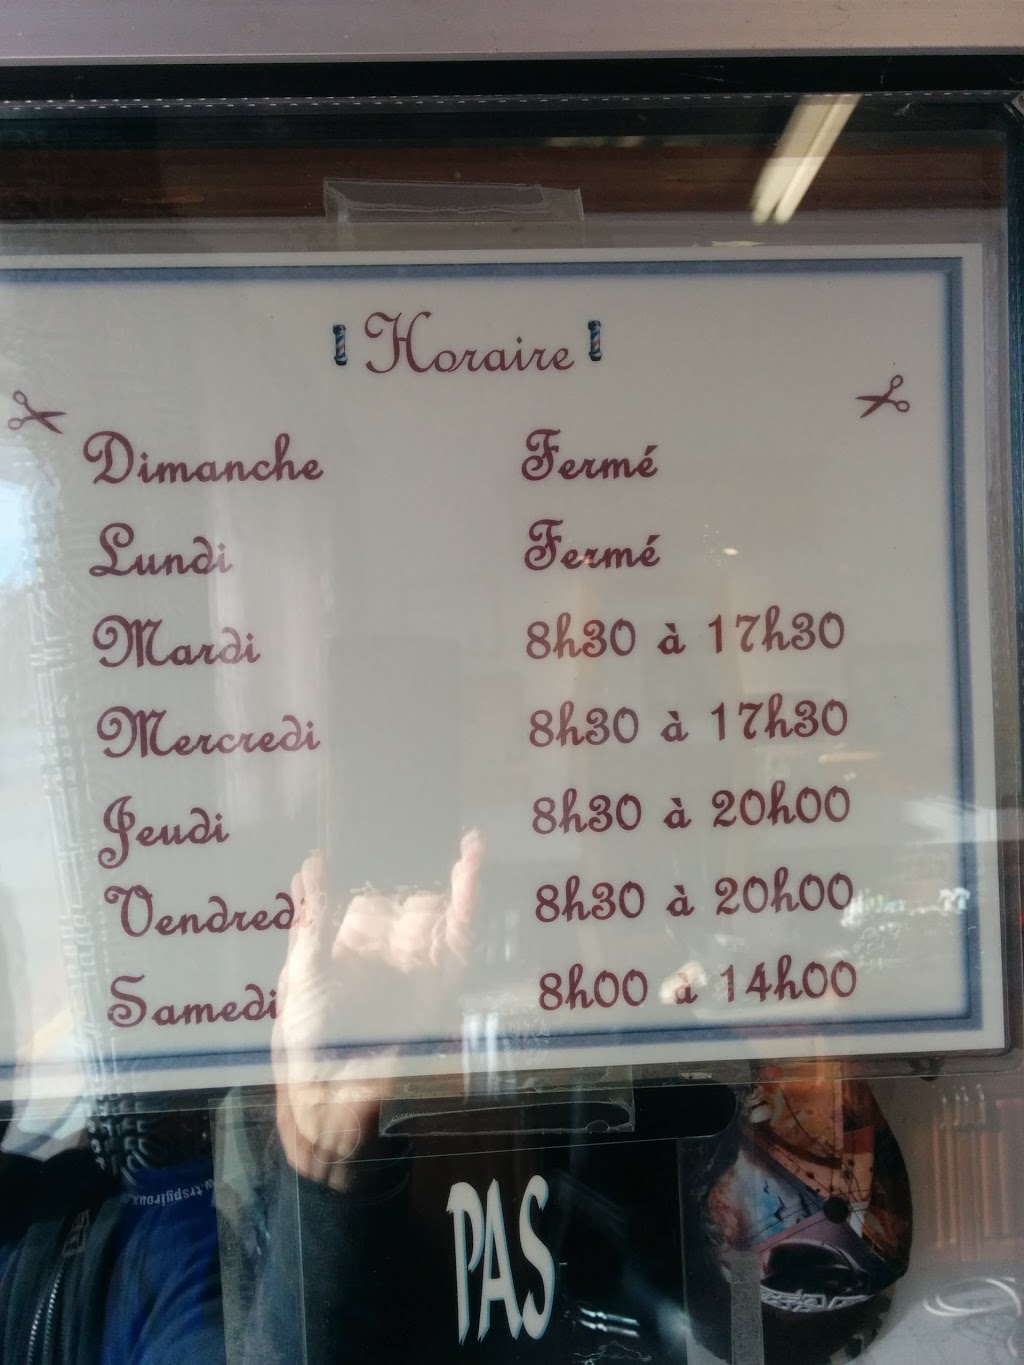 Horaire
Dimanche Fermé
Lundi Fermé
Mardi 8h30 à 17h30
Mercredi 8h30 à 17h30
Jeudi 8h30 à 20h00
Vendredi 8h30 à 20h00
Samedi 8h00 à 14h00
PAS